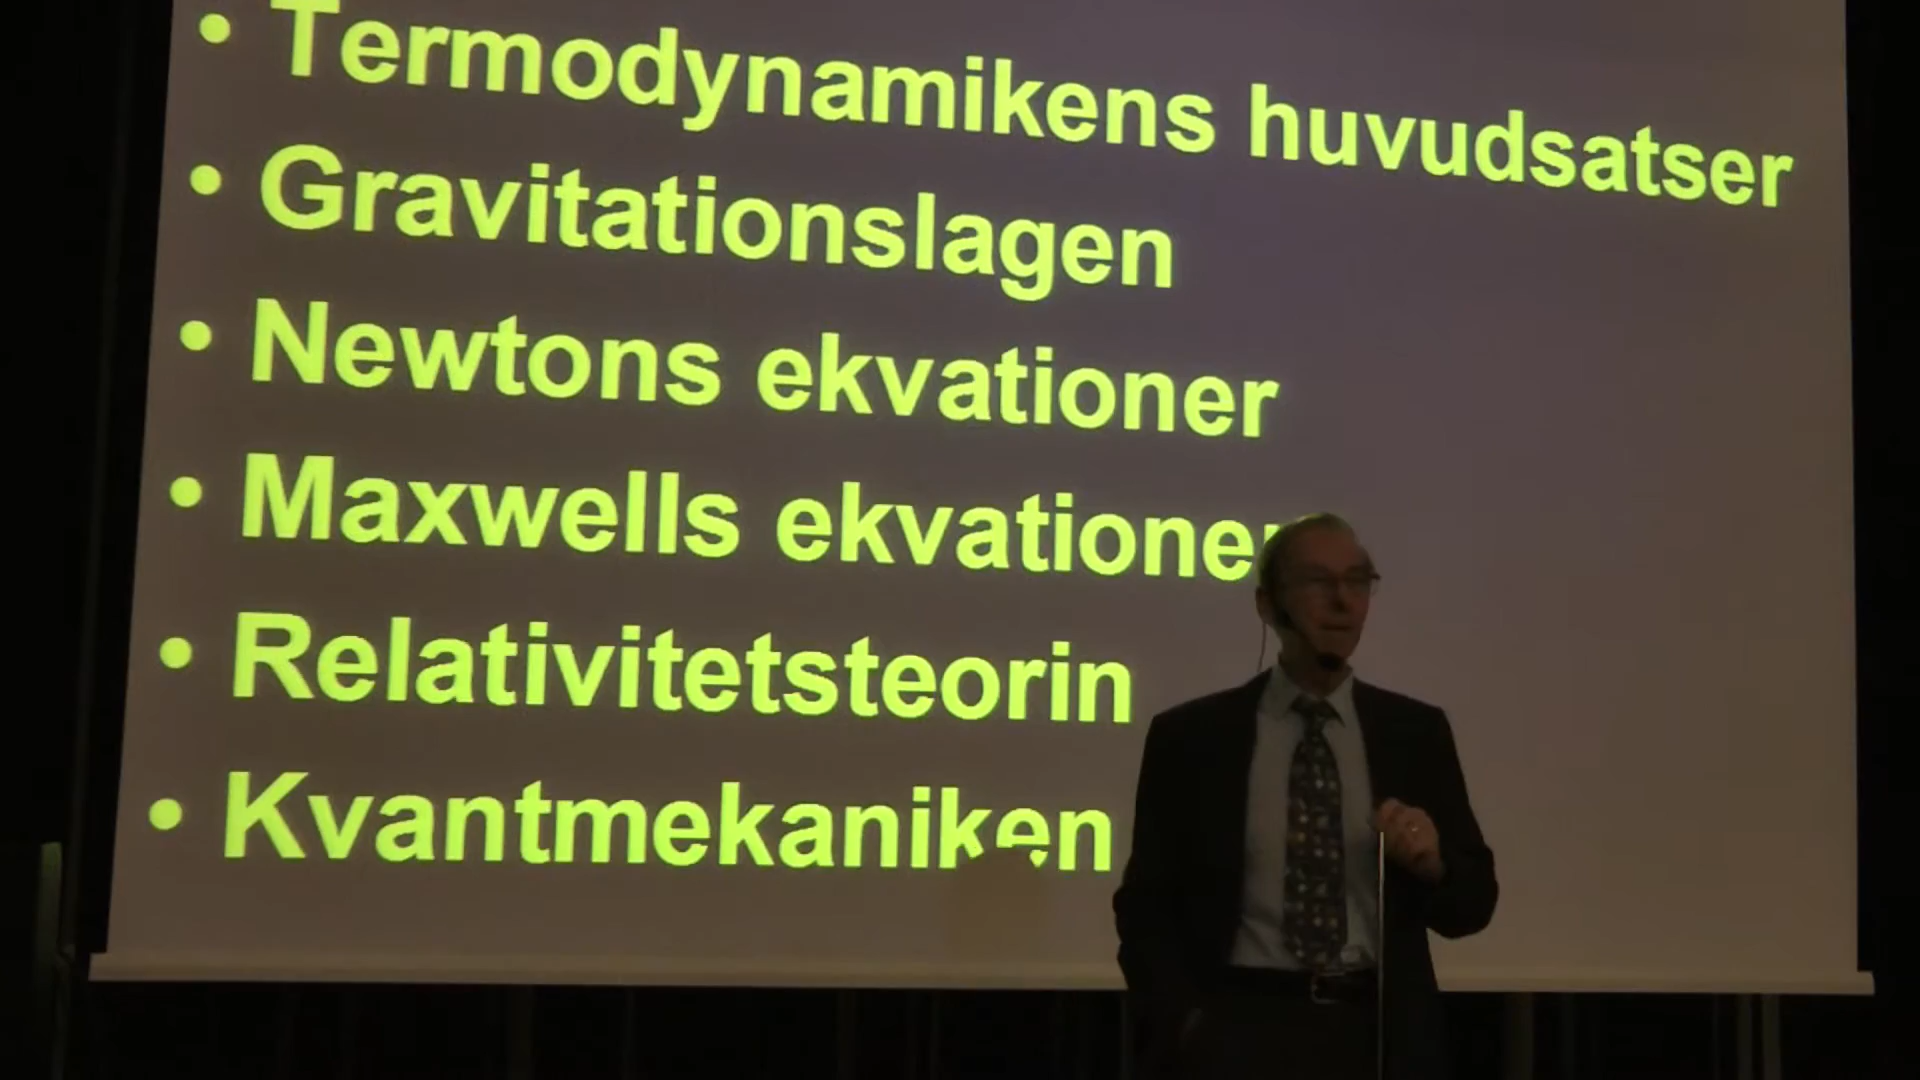 • Termodynamikens huvudsatser
• Gravitationslagen
• Newtons ekvationer
• Maxwells ekvationer
• Relativitetsteorin
• Kvantmekaniken